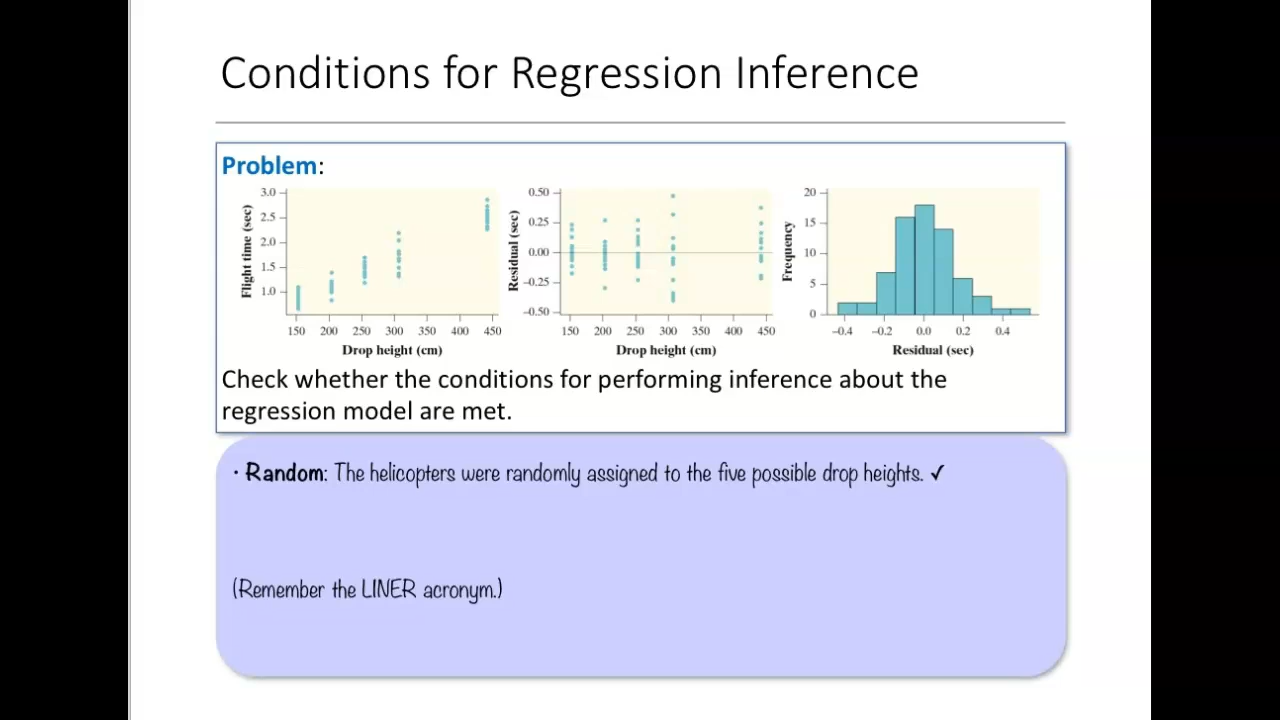 Conditions for Regression Inference
Problem:
Flight time (sec)
3.0
2.5
2.0
1.5
1.0
150 200 250 300 350 400 450
Drop height (cm)
Residual (sec)
0.50
0.25
0.00
−0.25
−0.50
150 200 250 300 350 400 450
Drop height (cm)
Frequency
20
15
10
5
0
−0.4 −0.2 0.0 0.2 0.4
Residual (sec)
Check whether the conditions for performing inference about the
regression model are met.
• Random: The helicopters were randomly assigned to the five possible drop heights. ✓
(Remember the LINER acronym.)